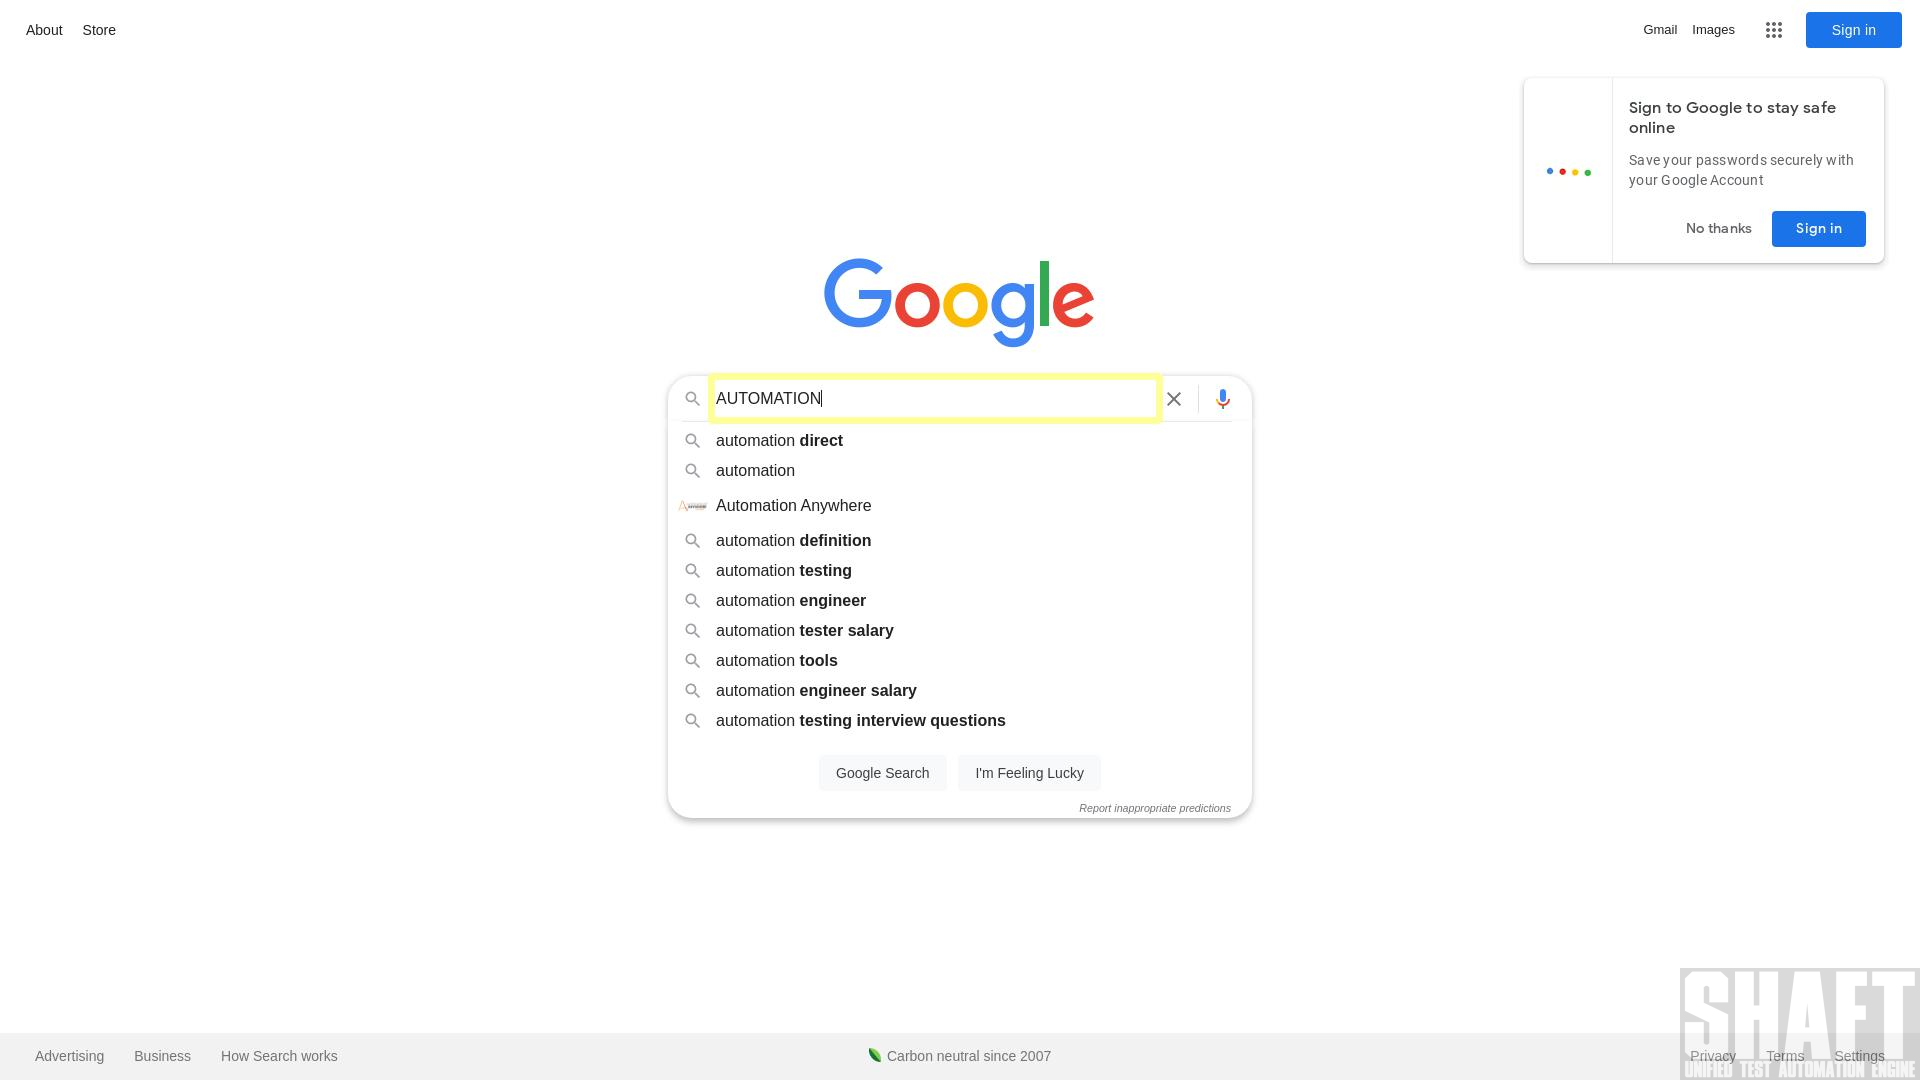 About Store
Gmail Images Sign in
Sign to Google to stay safe
online
Save your passwords securely with
your Google Account
No thanks Sign in
Google
AUTOMATION
automation direct
automation
Automation Anywhere
automation definition
automation testing
automation engineer
automation tester salary
automation tools
automation engineer salary
automation testing interview questions
Google Search I'm Feeling Lucky
Report inappropriate predictions
Advertising Business How Search works
Carbon neutral since 2007
Privacy Terms Settings
SHAFT
UNIFIED TEST AUTOMATION ENGINE